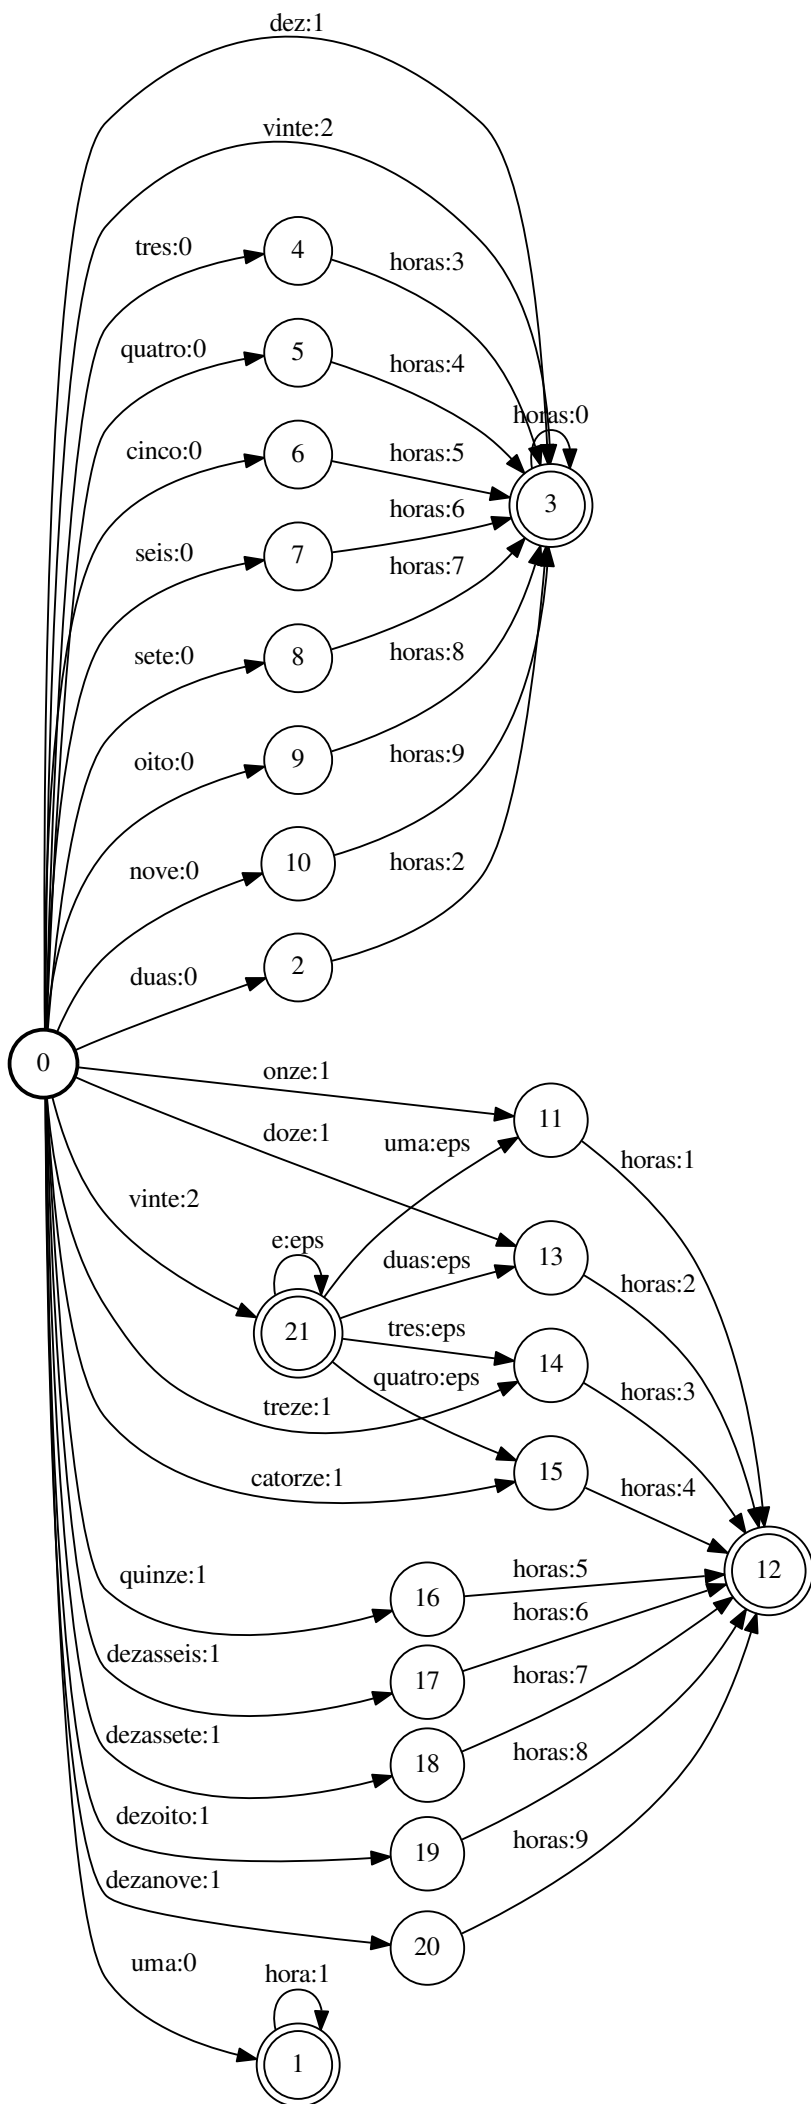 dez:1
vinte:2
tres:0
4
horas:3
quatro:0
5
horas:4
horas:0
cinco:0
6
horas:5
3
horas:6
seis:0
7
horas:7
sete:0
8
horas:8
oito:0
9
horas:9
nove:0
10
horas:2
duas:0
2
0
onze:1
11
doze:1
uma:eps
horas:1
vinte:2
e:eps
duas:eps
13
horas:2
21
tres:eps
14
quatro:eps
horas:3
treze:1
catorze:1
15
horas:4
quinze:1
16
horas:5
12
horas:6
dezasseis:1
17
horas:7
dezassete:1
18
horas:8
dezoito:1
19
horas:9
dezanove:1
20
uma:0
hora:1
1